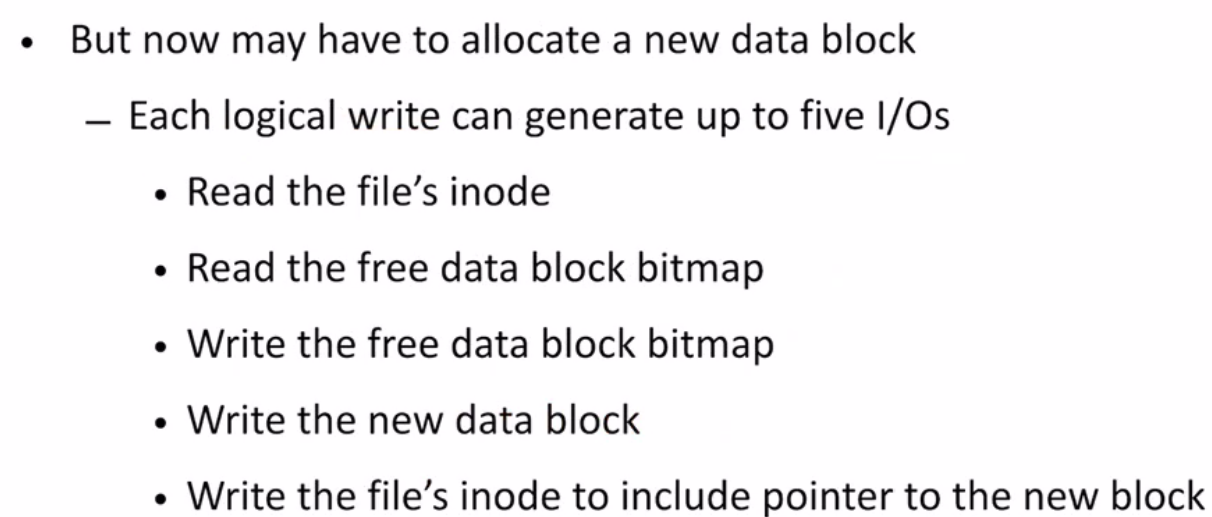 • But now may have to allocate a new data block
– Each logical write can generate up to five I/Os
• Read the file’s inode
• Read the free data block bitmap
• Write the free data block bitmap
• Write the new data block
• Write the file’s inode to include pointer to the new block